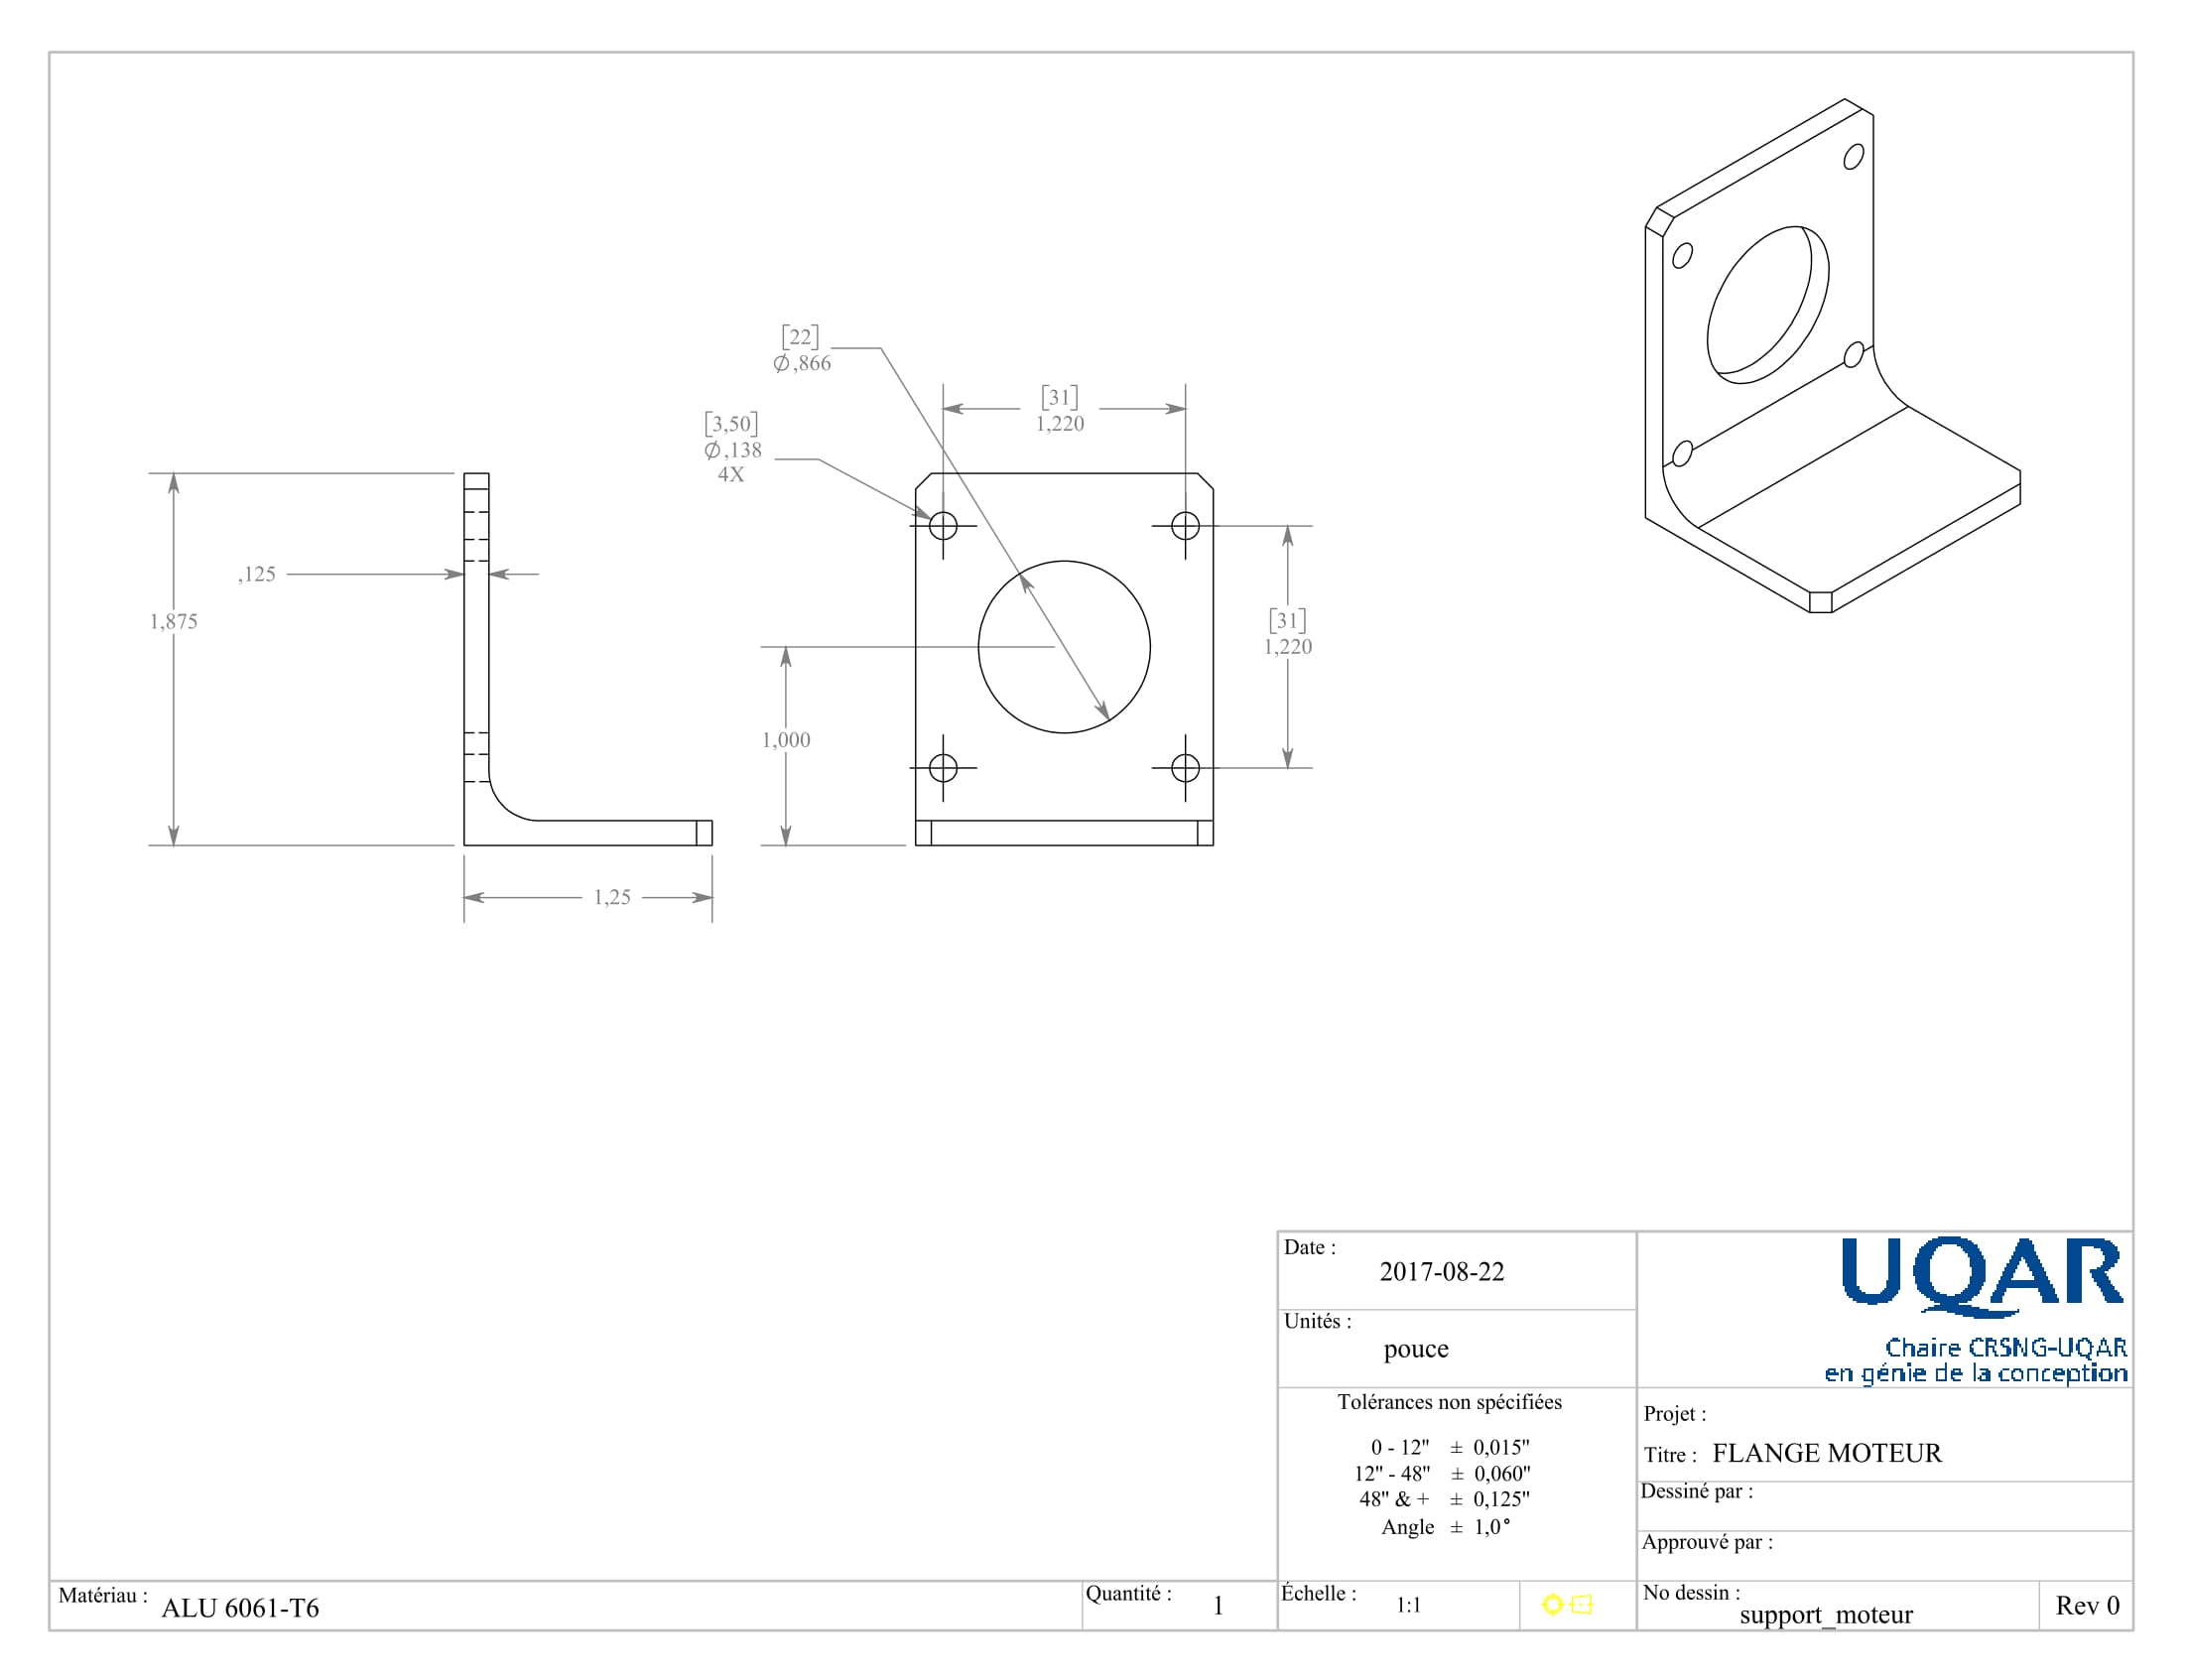 [22]
∅,866
[31]
1,220
[3,50]
∅,138
4X
,125
1,875
[31]
1,220
1,000
1,25
Date :
2017-08-22
Unités :
pouce
Tolérances non spécifiées
0 - 12" ± 0,015"
12" - 48" ± 0,060"
48" & + ± 0,125"
Angle ± 1,0°
UQAR
Chaire CRSNG-UQAR
en génie de la conception
Projet :
Titre : FLANGE MOTEUR
Dessiné par :
Approuvé par :
Matériau : ALU 6061-T6
Quantité : 1
Échelle : 1:1
No dessin :
support_moteur
Rev 0